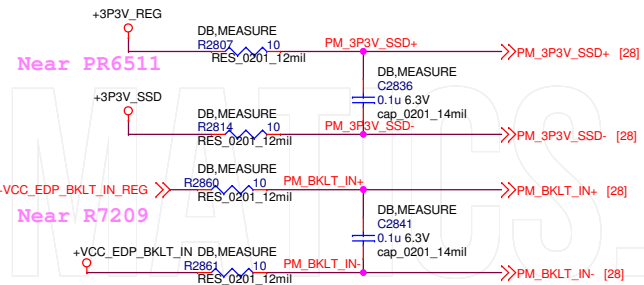 +3P3V_REG
DB,MEASURE
R2807 10 PM_3P3V_SSD+ PM_3P3V_SSD+ [28]
RES_0201_12mil
Near PR6511
DB,MEASURE
C2836
+3P3V_SSD
0.1u 6.3V
DB,MEASURE
cap_0201_14mil
R2814 10 PM_3P3V_SSD- PM_3P3V_SSD- [28]
RES_0201_12mil
DB,MEASURE
R2860 10 PM_BKLT_IN+ PM_BKLT_IN+ [28]
+VCC_EDP_BKLT_IN_REG
RES_0201_12mil
Near R7209
DB,MEASURE
C2841
0.1u 6.3V
+VCC_EDP_BKLT_IN DB,MEASURE
cap_0201_14mil
R2861 10 PM_BKLT_IN- PM_BKLT_IN- [28]
RES_0201_12mil
MATICS